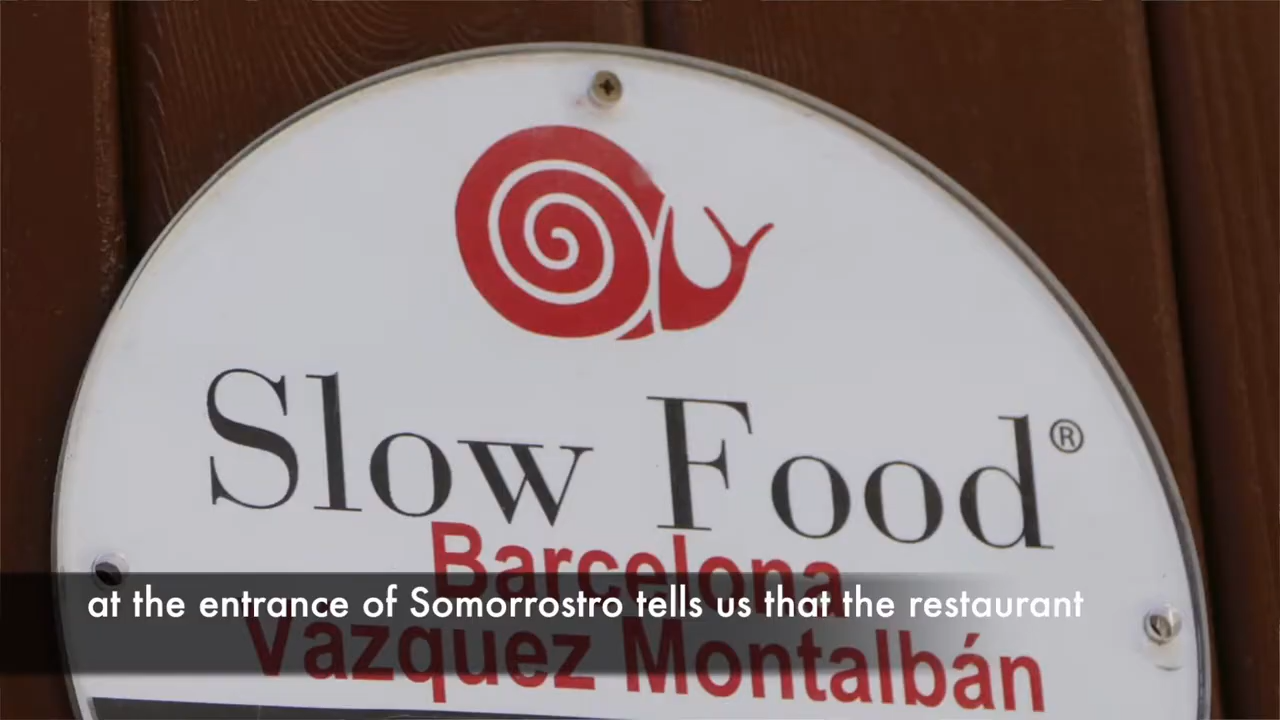 Slow Food®
Barcelona
at the entrance of Somorrostro tells us that the restaurant
Vazquez Montalbán